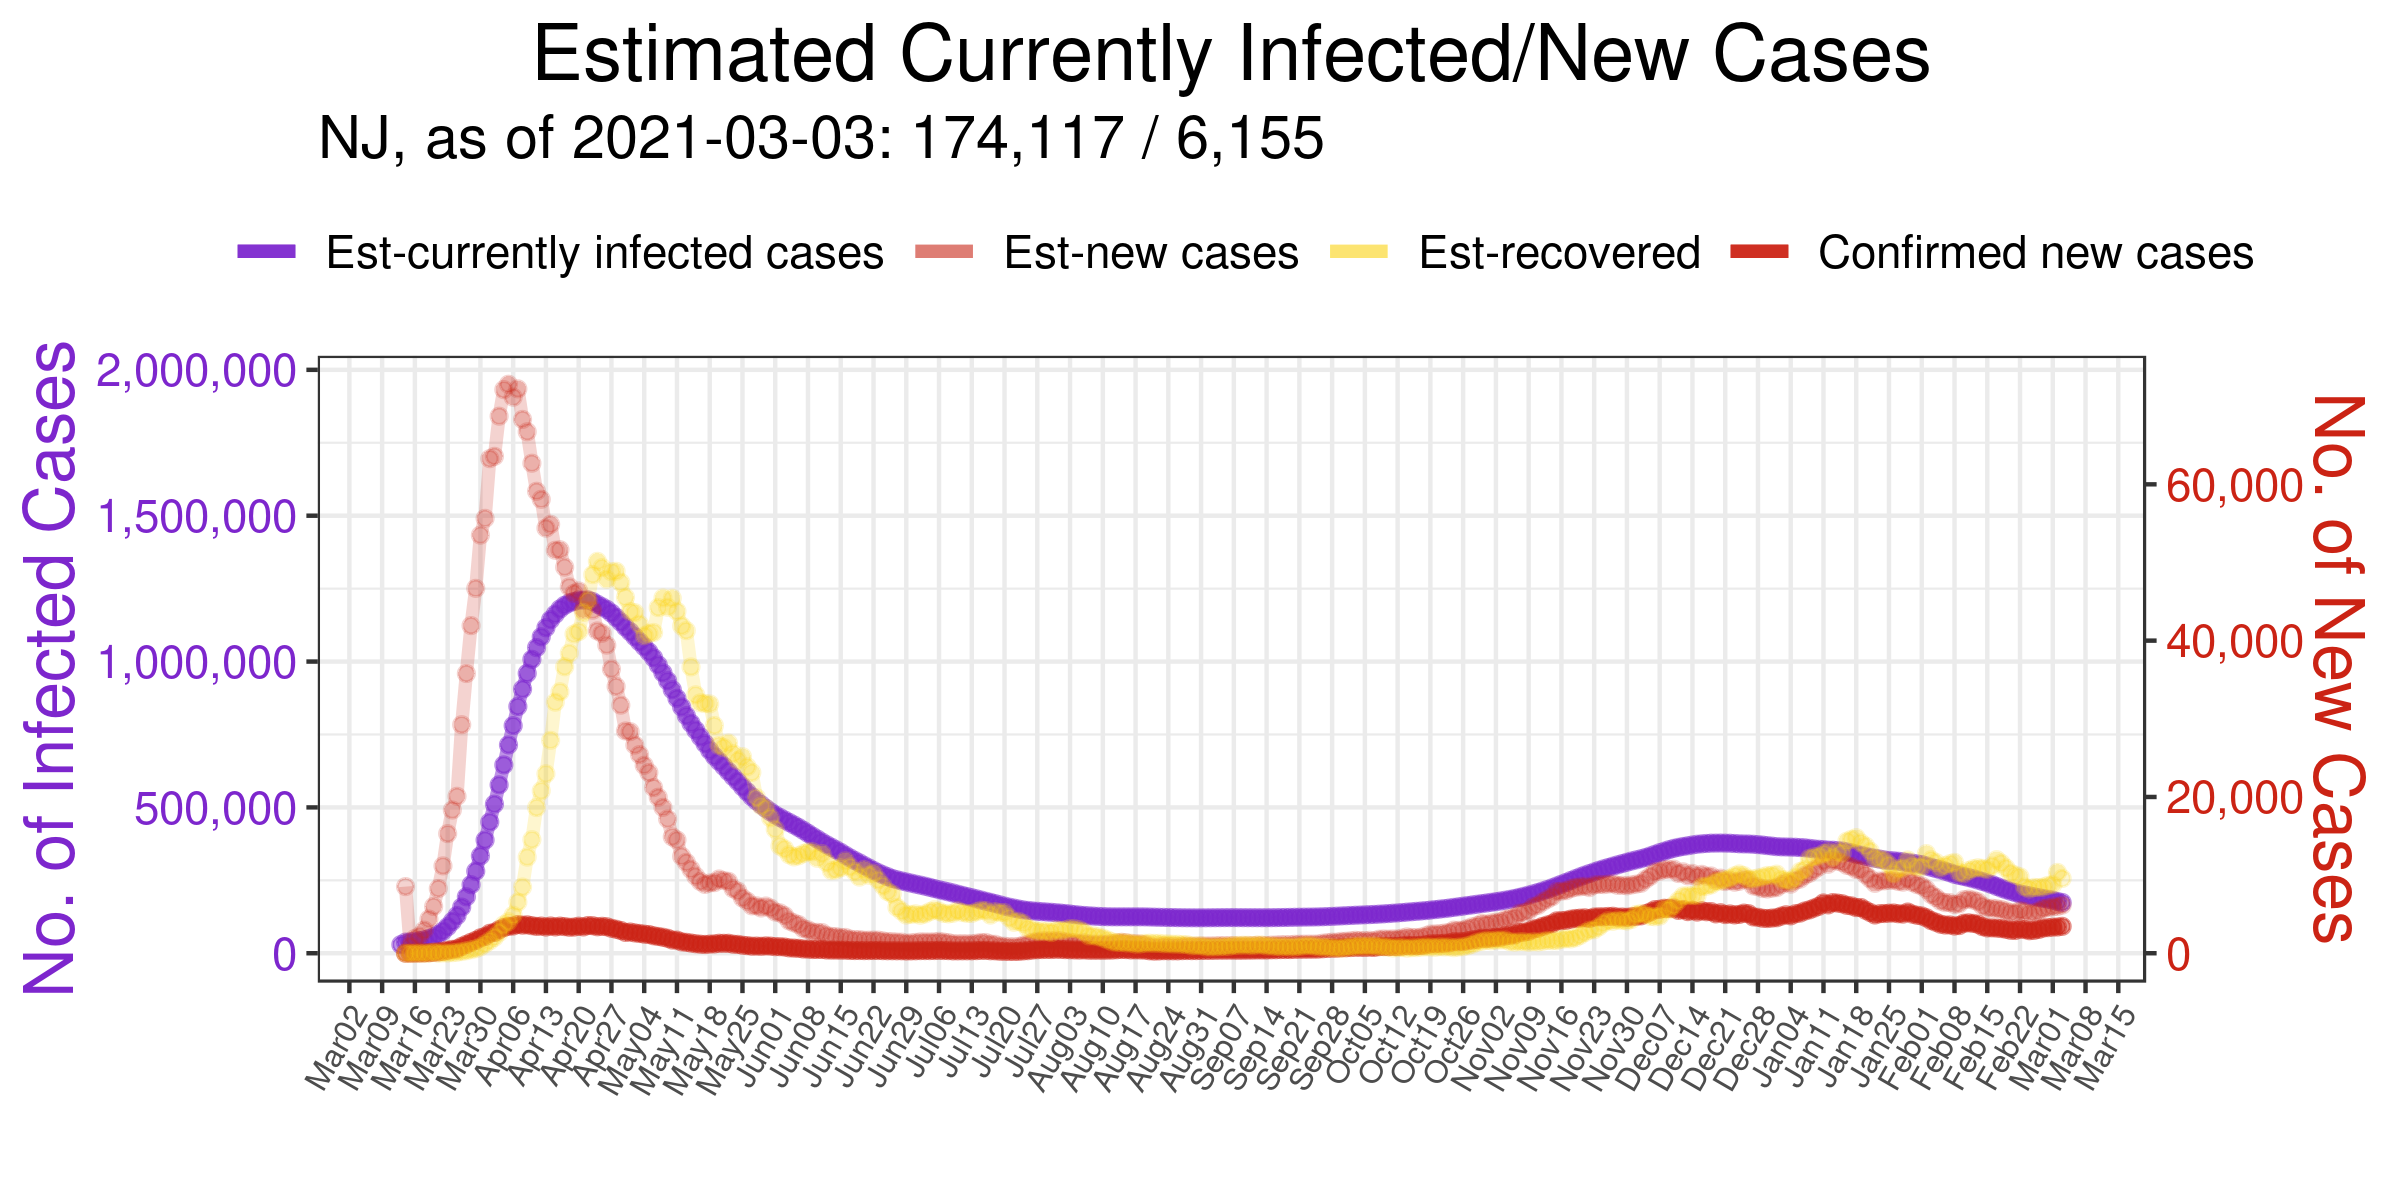 Estimated Currently Infected/New Cases
NJ, as of 2021-03-03: 174,117 / 6,155
Est-currently infected cases
Est-new cases
Est-recovered
Confirmed new cases
No. of Infected Cases
2,000,000
1,500,000
1,000,000
500,000
0
60,000
40,000
20,000
0
No. of New Cases
Mar02
Mar09
Mar16
Mar23
Mar30
Apr06
Apr13
Apr20
Apr27
May04
May11
May18
May25
Jun01
Jun08
Jun15
Jun22
Jun29
Jul06
Jul13
Jul20
Jul27
Aug03
Aug10
Aug17
Aug24
Aug31
Sep07
Sep14
Sep21
Sep28
Oct05
Oct12
Oct19
Oct26
Nov02
Nov09
Nov16
Nov23
Nov30
Dec07
Dec14
Dec21
Dec28
Jan04
Jan11
Jan18
Jan25
Feb01
Feb08
Feb15
Feb22
Mar01
Mar08
Mar15